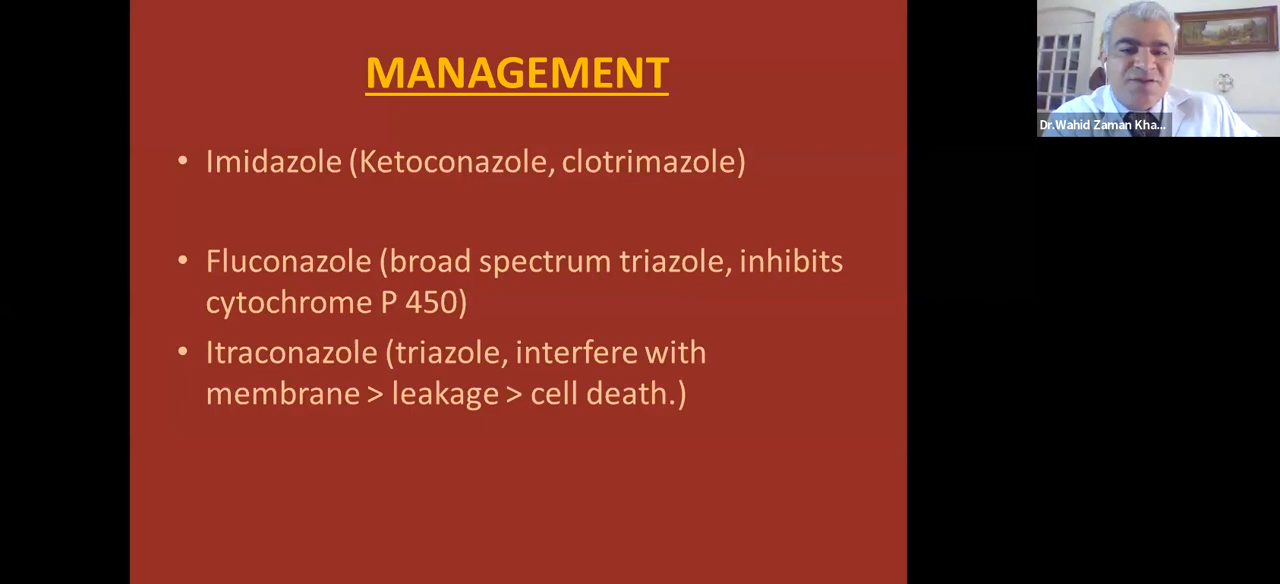 MANAGEMENT
• Imidazole (Ketoconazole, clotrimazole)
• Fluconazole (broad spectrum triazole, inhibits
cytochrome P 450)
• Itraconazole (triazole, interfere with
membrane > leakage > cell death.)
Dr.Wahid Zaman Kha...